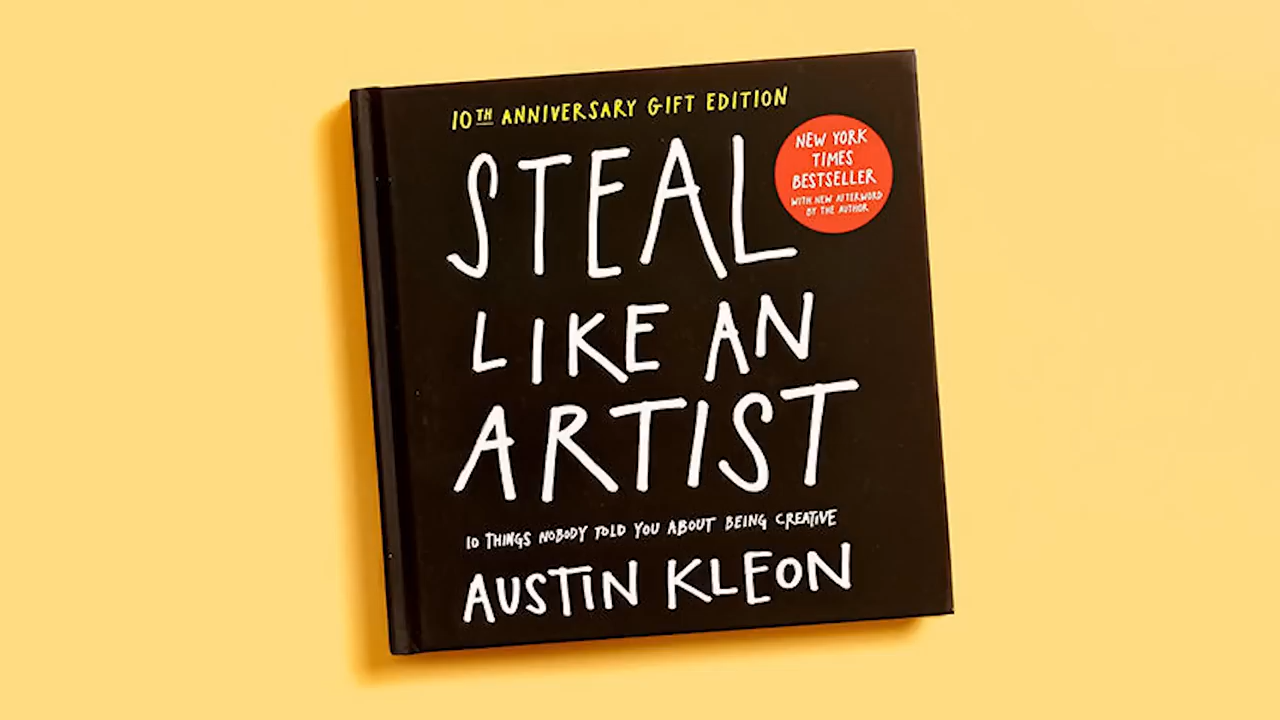 10TH ANNIVERSARY GIFT EDITION
STEAL
LIKE AN
ARTIST
NEW YORK
TIMES
BESTSELLER
WITH NEW AFTERWORD
BY THE AUTHOR
10 THINGS NOBODY TOLD YOU ABOUT BEING CREATIVE
AUSTIN KLEON